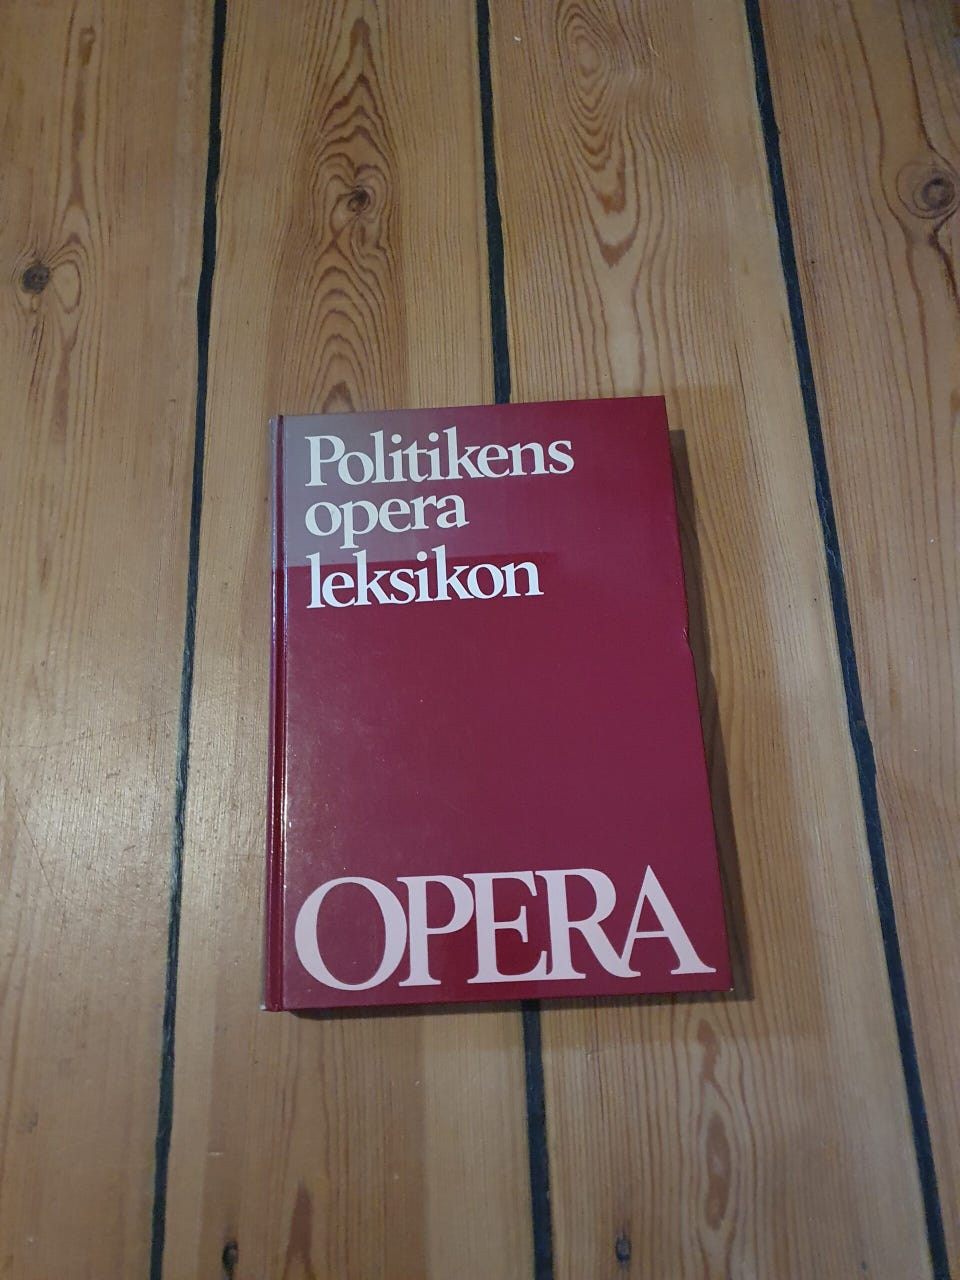 Politikens
opera
leksikon
OPERA